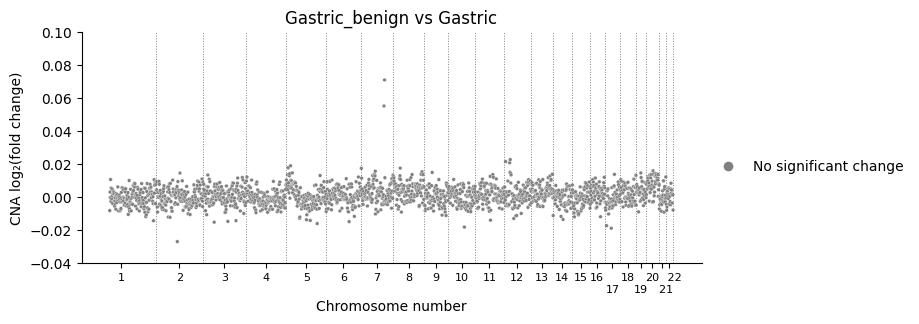 Gastric_benign vs Gastric
CNA log₂(fold change)
0.10
0.08
0.06
0.04
0.02
0.00
−0.02
−0.04
1 2 3 4 5 6 7 8 9 10 11 12 13 14 15 16 18 20 22
17 19 21
Chromosome number
No significant change